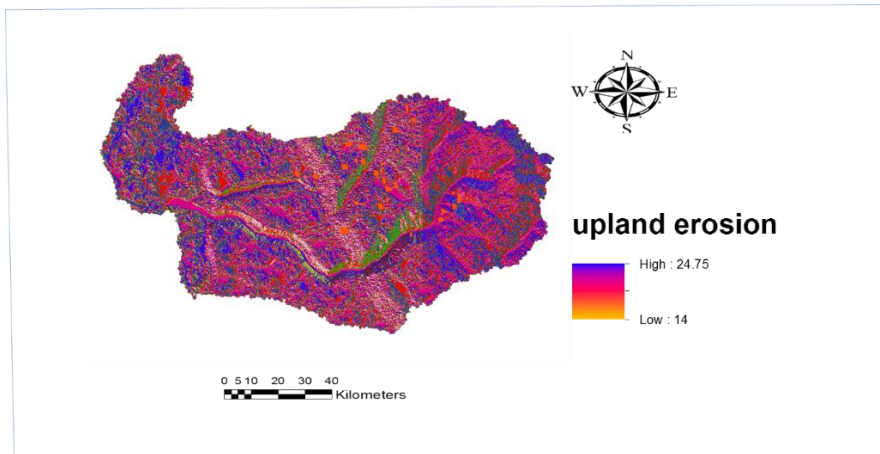 N
W E
S
upland erosion
High : 24.75
Low : 14
0 5 10 20 30 40
Kilometers